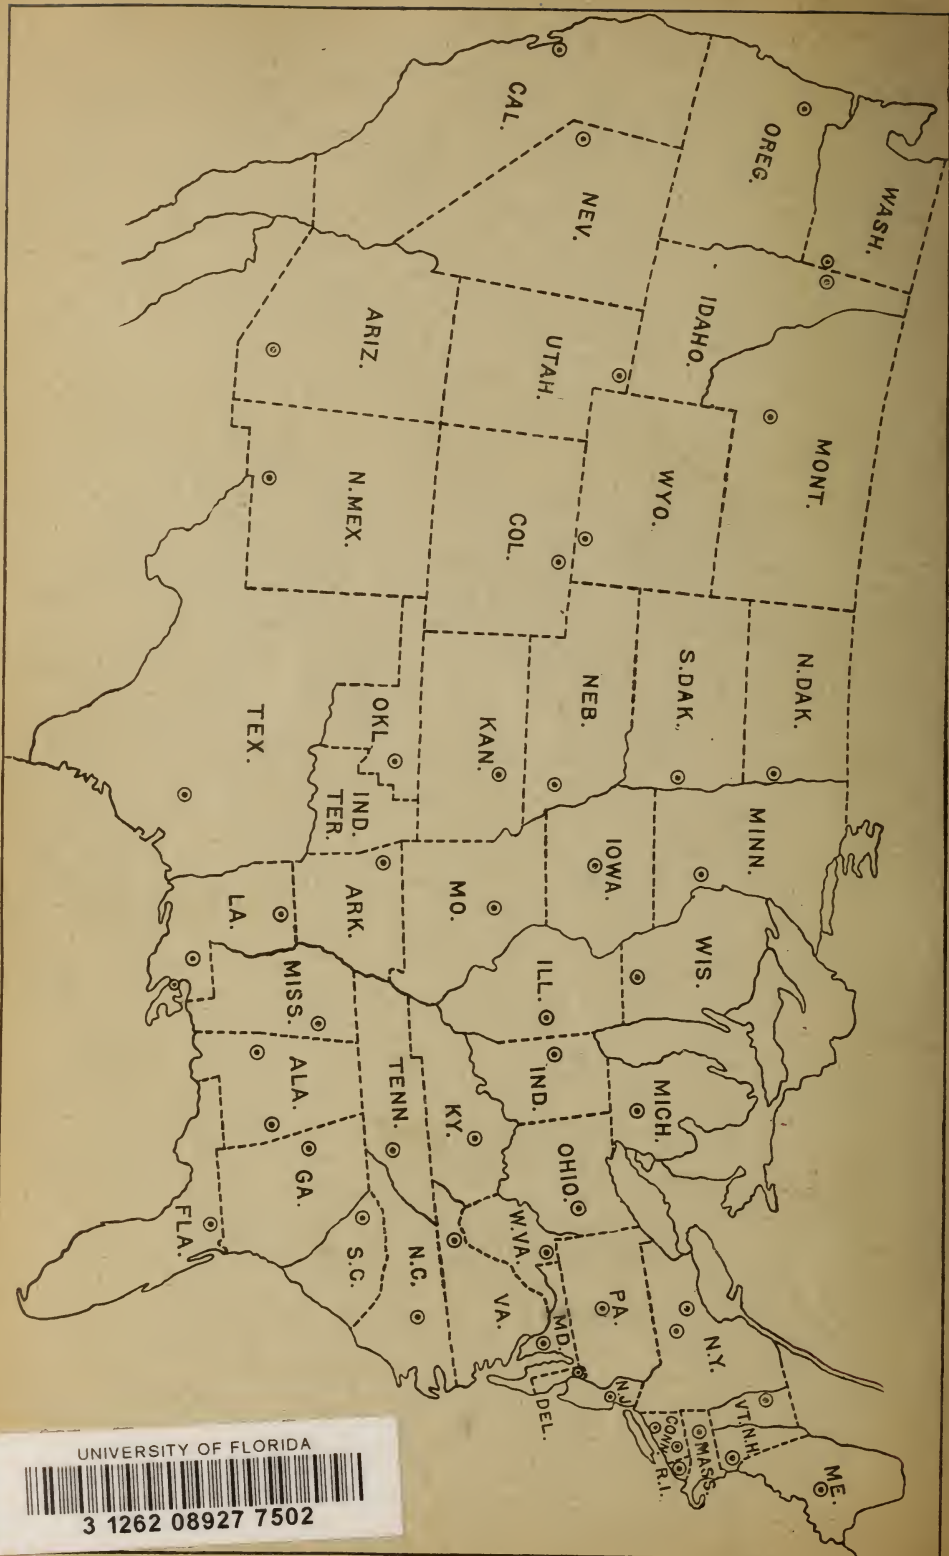 WASH.
OREG.
CAL.
NEV.
IDAHO.
MONT.
UTAH.
ARIZ.
WYO.
COL.
N.MEX.
N.DAK.
S.DAK.
NEB.
KAN.
OKL.
IND.
TER.
TEX.
MINN.
IOWA.
MO.
ARK.
LA.
WIS.
ILL.
MICH.
IND.
OHIO.
KY.
TENN.
MISS.
ALA.
GA.
FLA.
S.C.
N.C.
VA.
W.VA.
MD.
DEL.
PA.
N.J.
N.Y.
CONN.
R.I.
MASS.
VT.
N.H.
ME.
UNIVERSITY OF FLORIDA
3 1262 08927 7502